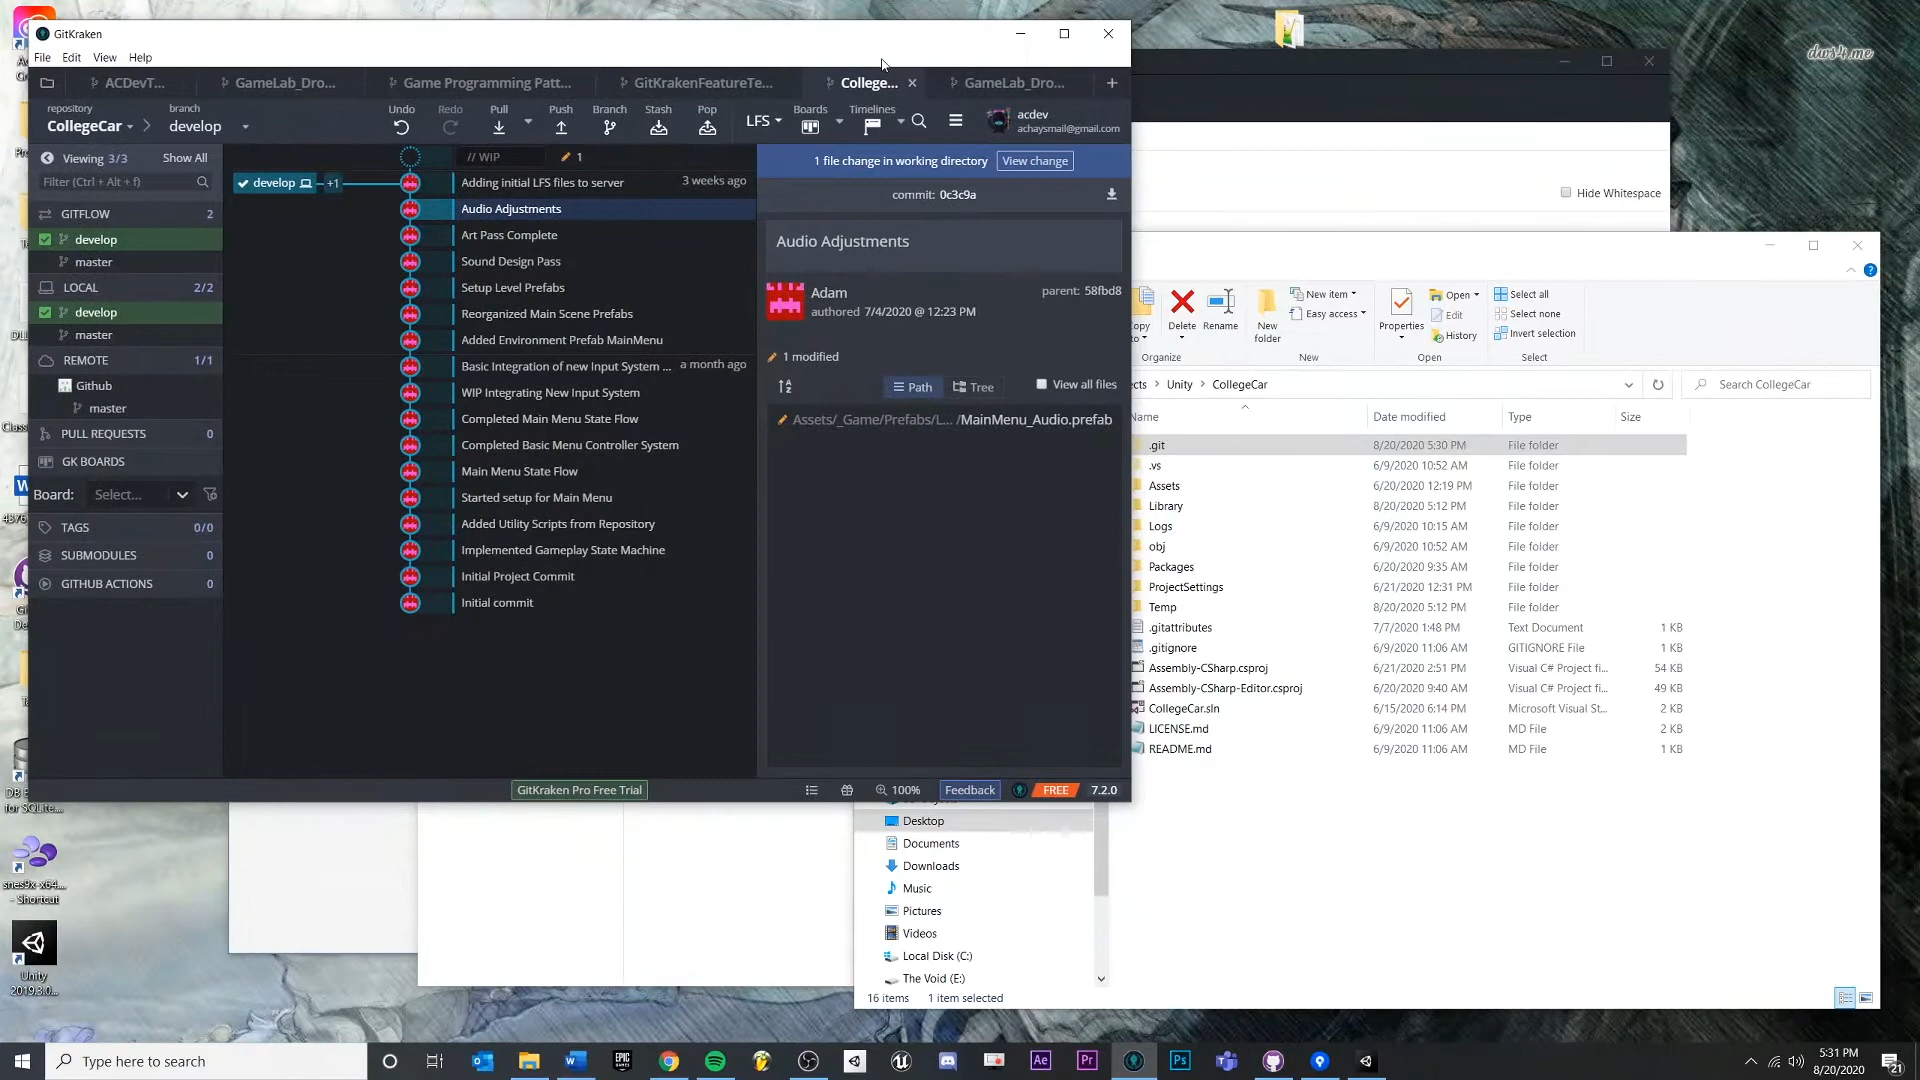 GitKraken
File Edit View Help
ACDevT...
GameLab_Dro...
Game Programming Patt...
GitKrakenFeatureTe...
College...
GameLab_Dro...
repository
CollegeCar
branch
develop
Undo
Redo
Pull
Push
Branch
Stash
Pop
LFS
Boards
Timelines
acdev
achaysmail@gmail.com
Viewing 3/3
Show All
Filter (Ctrl + Alt + f)
GITFLOW 2
develop
master
LOCAL 2/2
develop
master
REMOTE 1/1
Github
master
PULL REQUESTS 0
GK BOARDS
Board: Select...
TAGS 0/0
SUBMODULES 0
GITHUB ACTIONS 0
// WIP 1
develop +1
Adding initial LFS files to server 3 weeks ago
Audio Adjustments
Art Pass Complete
Sound Design Pass
Setup Level Prefabs
Reorganized Main Scene Prefabs
Added Environment Prefab MainMenu
Basic Integration of new Input System ... a month ago
WIP Integrating New Input System
Completed Main Menu State Flow
Completed Basic Menu Controller System
Main Menu State Flow
Started setup for Main Menu
Added Utility Scripts from Repository
Implemented Gameplay State Machine
Initial Project Commit
Initial commit
1 file change in working directory View change
commit: 0c3c9a
Audio Adjustments
Adam
authored 7/4/2020 @ 12:23 PM
parent: 58fbd8
1 modified
Path Tree View all files
Assets/_Game/Prefabs/L... /MainMenu_Audio.prefab
GitKraken Pro Free Trial
100%
Feedback
FREE
7.2.0
Hide Whitespace
Delete
Rename
New
folder
New item
Easy access
Properties
Open
Edit
History
Select all
Select none
Invert selection
Organize
New
Open
Select
Unity > CollegeCar
Search CollegeCar
Name Date modified Type Size
.git 8/20/2020 5:30 PM File folder
.vs 6/9/2020 10:52 AM File folder
Assets 6/20/2020 12:19 PM File folder
Library 8/20/2020 5:12 PM File folder
Logs 6/9/2020 10:15 AM File folder
obj 6/9/2020 10:52 AM File folder
Packages 6/20/2020 9:35 AM File folder
ProjectSettings 6/21/2020 12:31 PM File folder
Temp 8/20/2020 5:12 PM File folder
.gitattributes 7/7/2020 1:48 PM Text Document 1 KB
.gitignore 6/9/2020 11:06 AM GITIGNORE File 1 KB
Assembly-CSharp.csproj 6/21/2020 2:51 PM Visual C# Project fi... 54 KB
Assembly-CSharp-Editor.csproj 6/20/2020 9:40 AM Visual C# Project fi... 49 KB
CollegeCar.sln 6/15/2020 6:14 PM Microsoft Visual St... 2 KB
LICENSE.md 6/9/2020 11:06 AM MD File 2 KB
README.md 6/9/2020 11:06 AM MD File 1 KB
Desktop
Documents
Downloads
Music
Pictures
Videos
Local Disk (C:)
The Void (E:)
16 items 1 item selected
for SQLite...
snes9x-x64....
- Shortcut
Unity
2019.3.0...
Type here to search
5:31 PM
8/20/2020
21